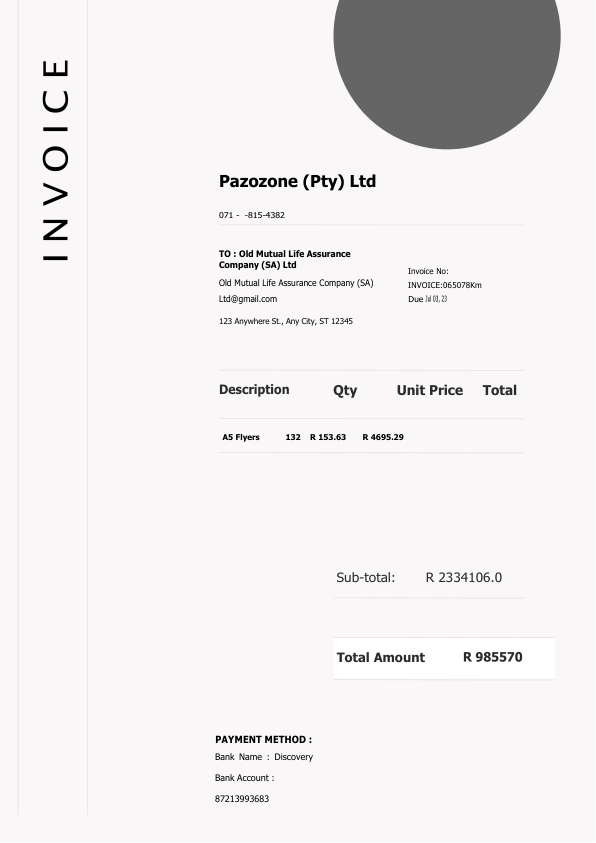 INVOICE
Pazozone (Pty) Ltd
071 - -815-4382
TO : Old Mutual Life Assurance
Company (SA) Ltd
Old Mutual Life Assurance Company (SA)
Ltd@gmail.com
123 Anywhere St., Any City, ST 12345
Invoice No:
INVOICE:065078Km
Due Jul 03, 23
Description Qty Unit Price Total
A5 Flyers 132 R 153.63 R 4695.29
Sub-total: R 2334106.0
Total Amount R 985570
PAYMENT METHOD :
Bank Name : Discovery
Bank Account :
87213993683